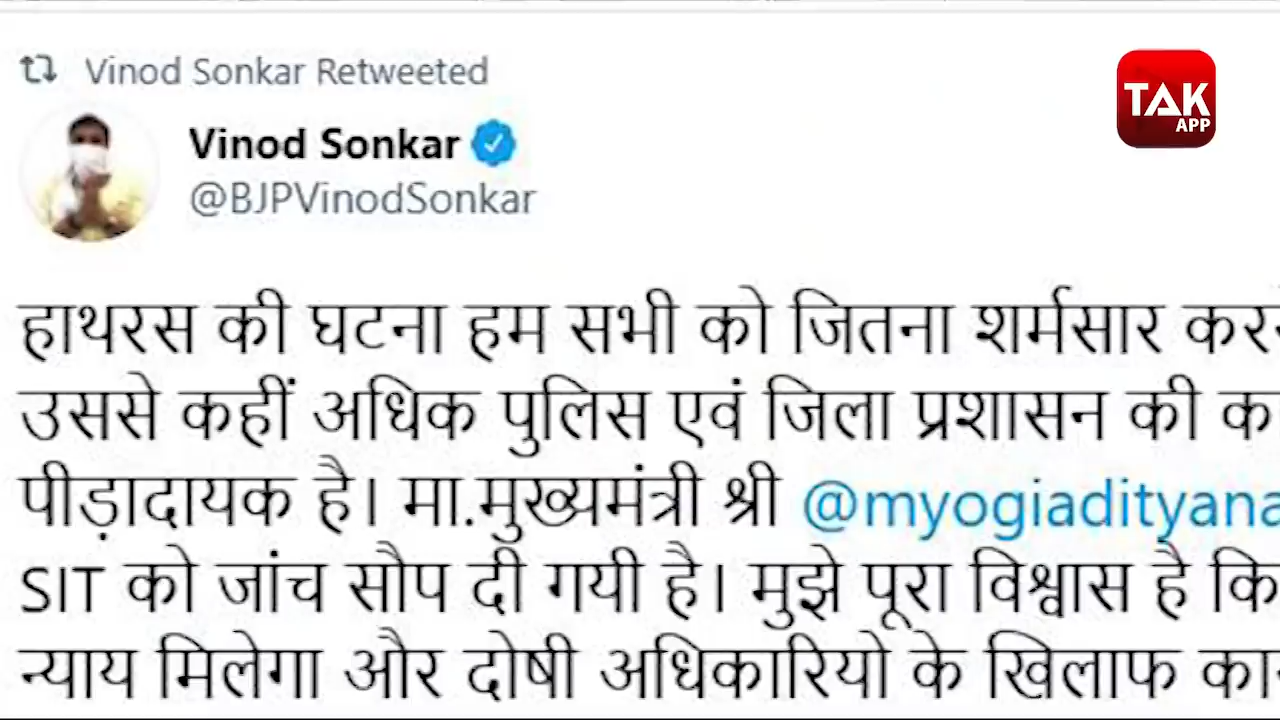 Vinod Sonkar Retweeted
TAK
APP
Vinod Sonkar
@BJPVinodSonkar
हाथरस की घटना हम सभी को जितना शर्मसार
उससे कहीं अधिक पुलिस एवं जिला प्रशासन की
पीड़ादायक है। मा.मुख्यमंत्री श्री @myogiadityana
SIT को जांच सौप दी गयी है। मुझे पूरा विश्वास है कि
न्याय मिलेगा और दोषी अधिकारियो के खिलाफ